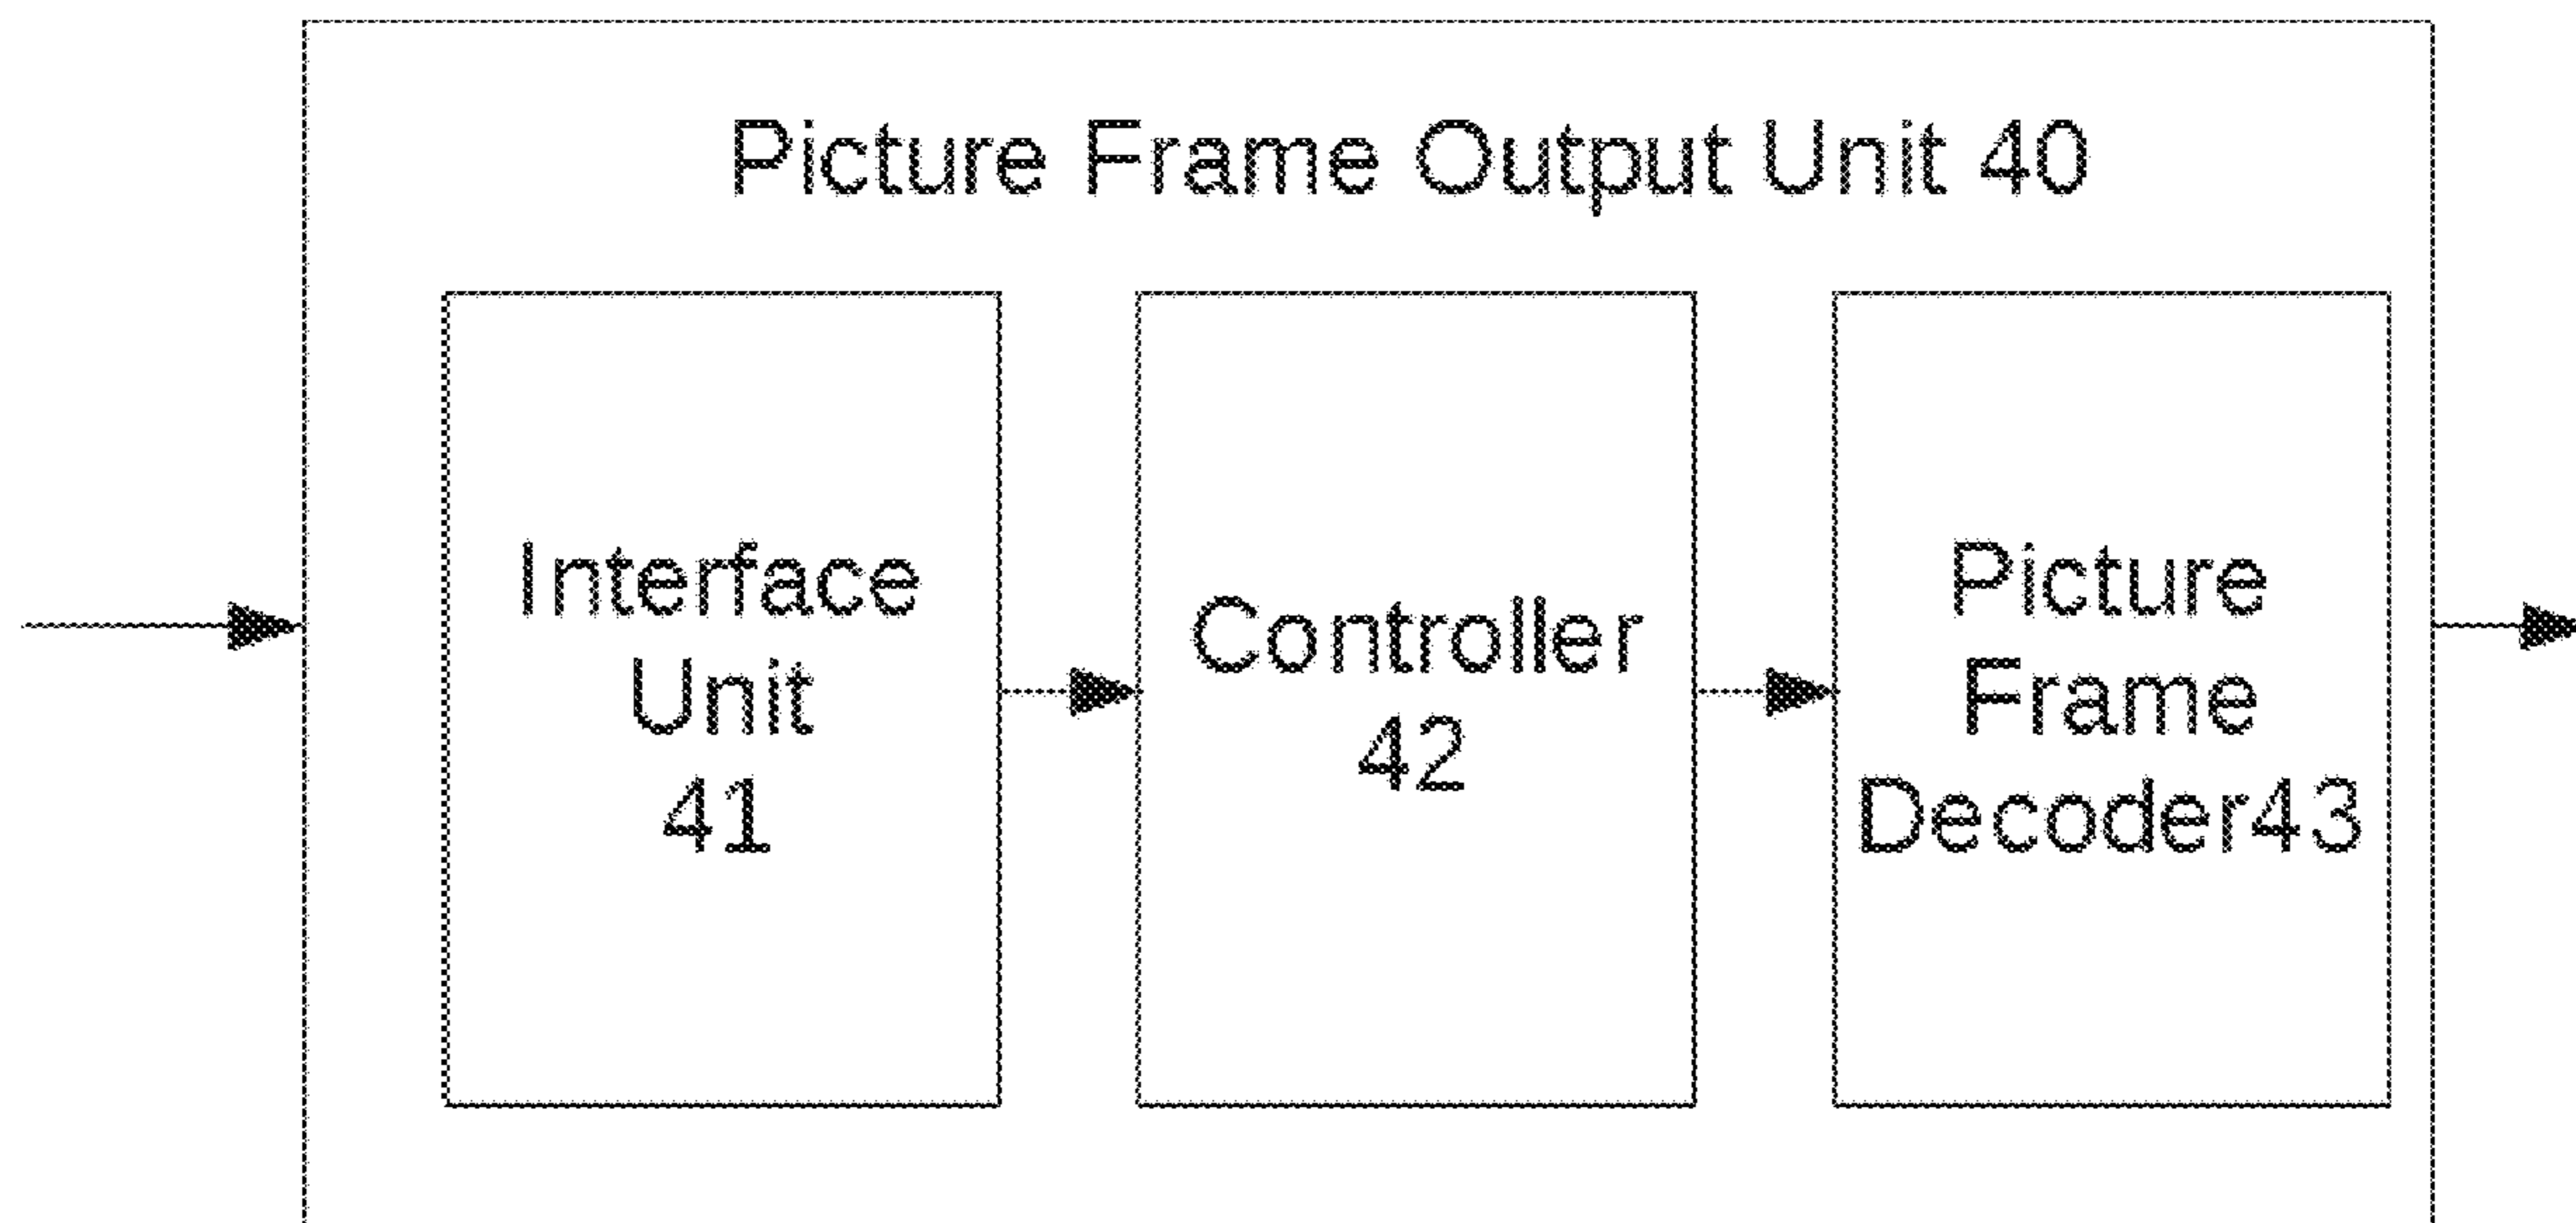 Picture Frame Output Unit 40
Interface
Unit
41
Controller
42
Picture
Frame
Decoder43